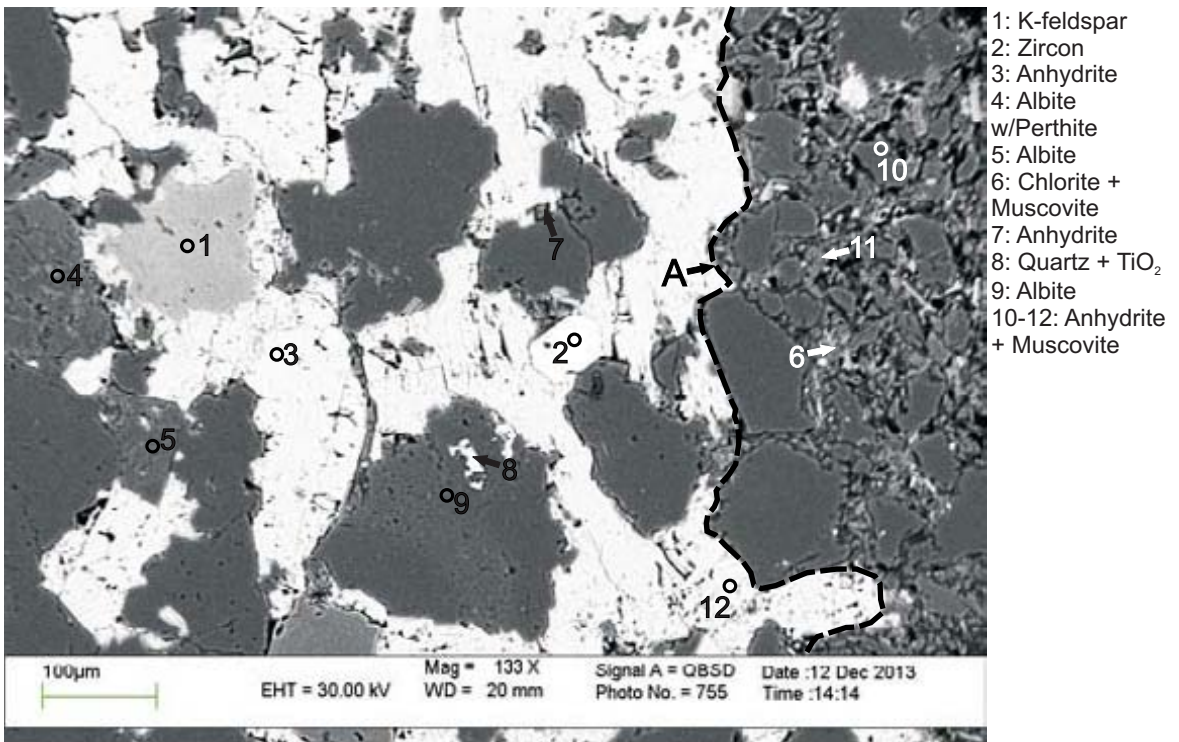 1: K-feldspar
2: Zircon
3: Anhydrite
4: Albite
w/Perthite
5: Albite
6: Chlorite +
Muscovite
7: Anhydrite
8: Quartz + TiO₂
9: Albite
10-12: Anhydrite
+ Muscovite
10
1
7
11
4
A
2
3
6
5
8
9
12
100µm
EHT = 30.00 kV
Mag = 133 X
WD = 20 mm
Signal A = QBSD
Photo No. = 755
Date :12 Dec 2013
Time :14:14